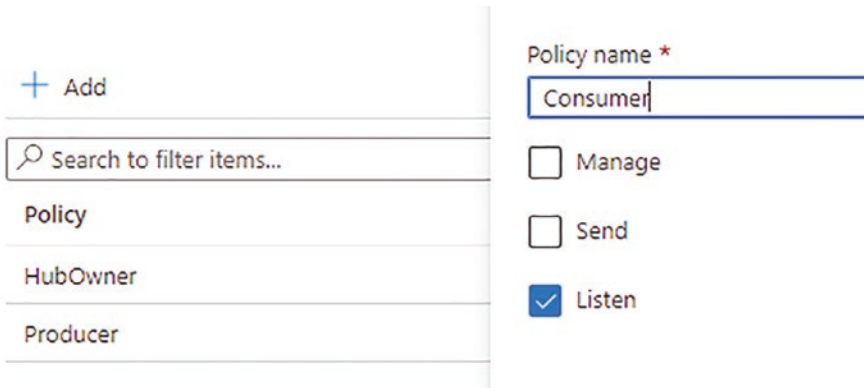 + Add
Search to filter items...
Policy
HubOwner
Producer
Policy name *
Consumer
Manage
Send
Listen